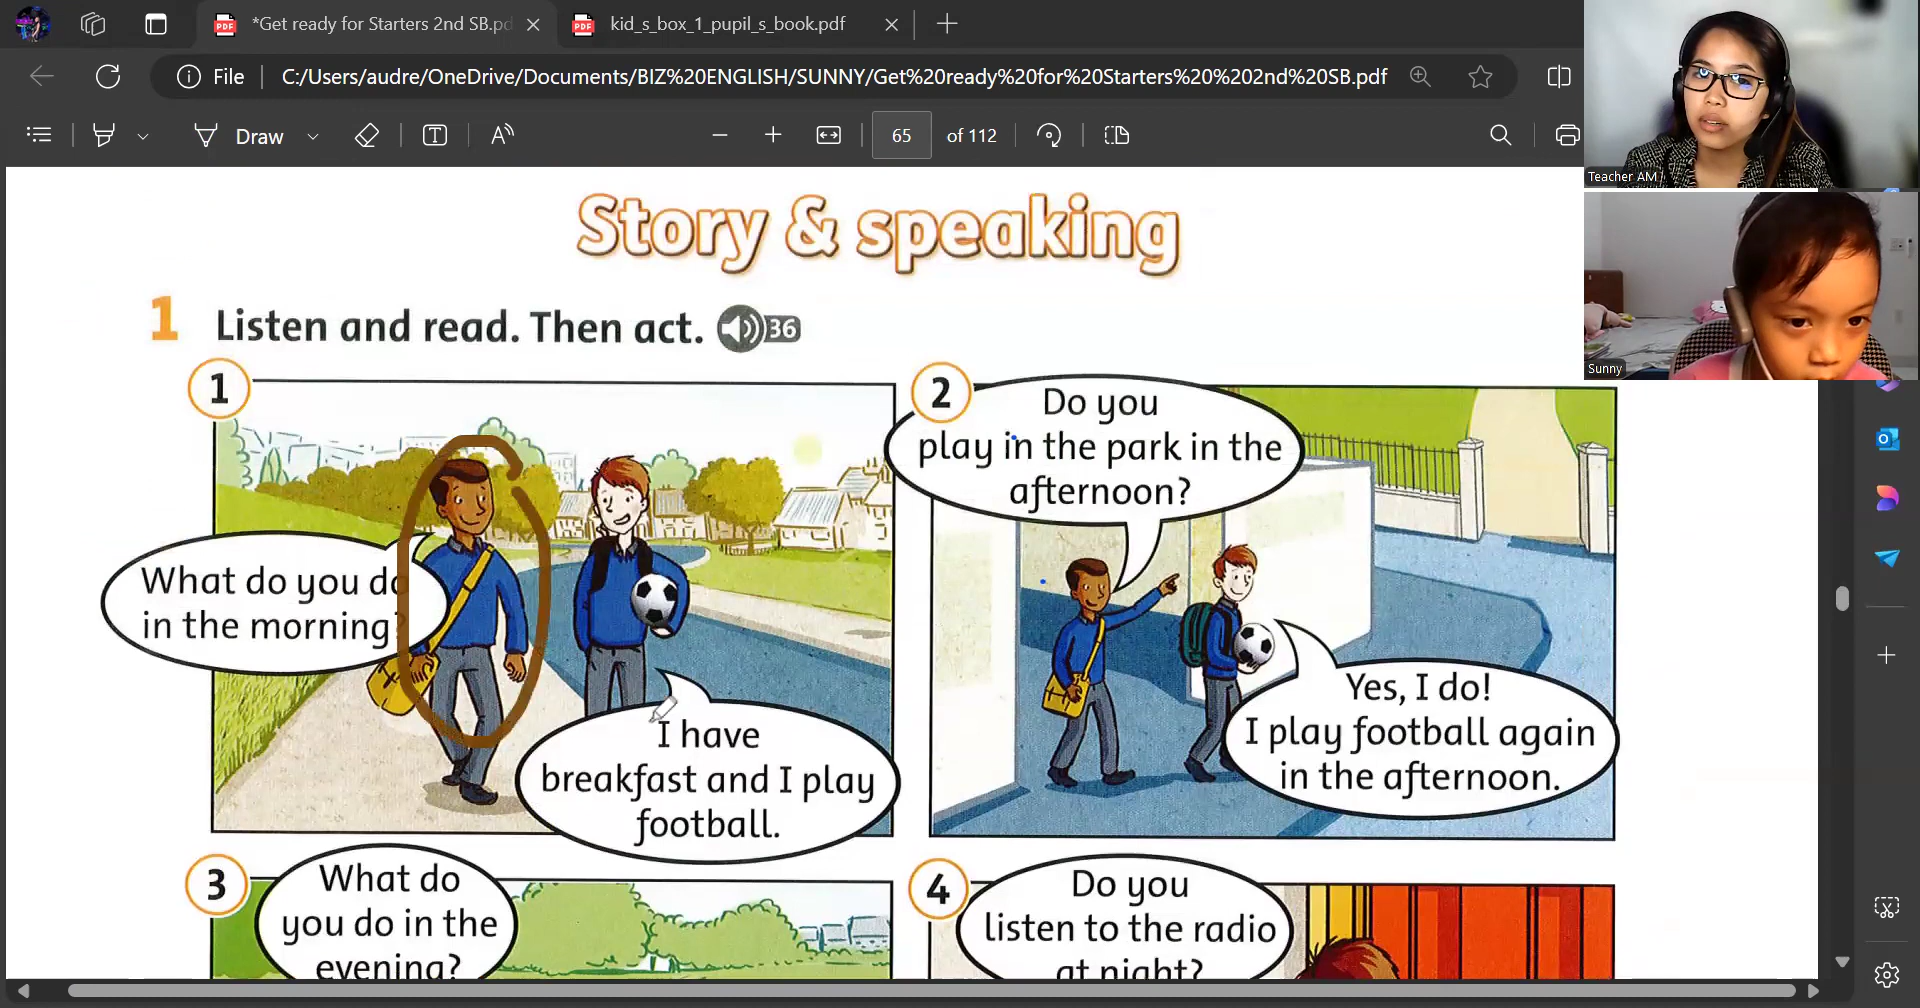 *Get ready for Starters 2nd SB.pd
kid_s_box_1_pupil_s_book.pdf
File
C:/Users/audre/OneDrive/Documents/BIZ%20ENGLISH/SUNNY/Get%20ready%20for%20Starters%20%202nd%20SB.pdf
Draw
65 of 112
Teacher AM
Sunny
Story & speaking
1 Listen and read. Then act. 36
1
What do you do
in the morning?
I have
breakfast and I play
football.
2
Do you
play in the park in the
afternoon?
Yes, I do!
I play football again
in the afternoon.
3
What do
you do in the
evening?
4
Do you
listen to the radio
at night?